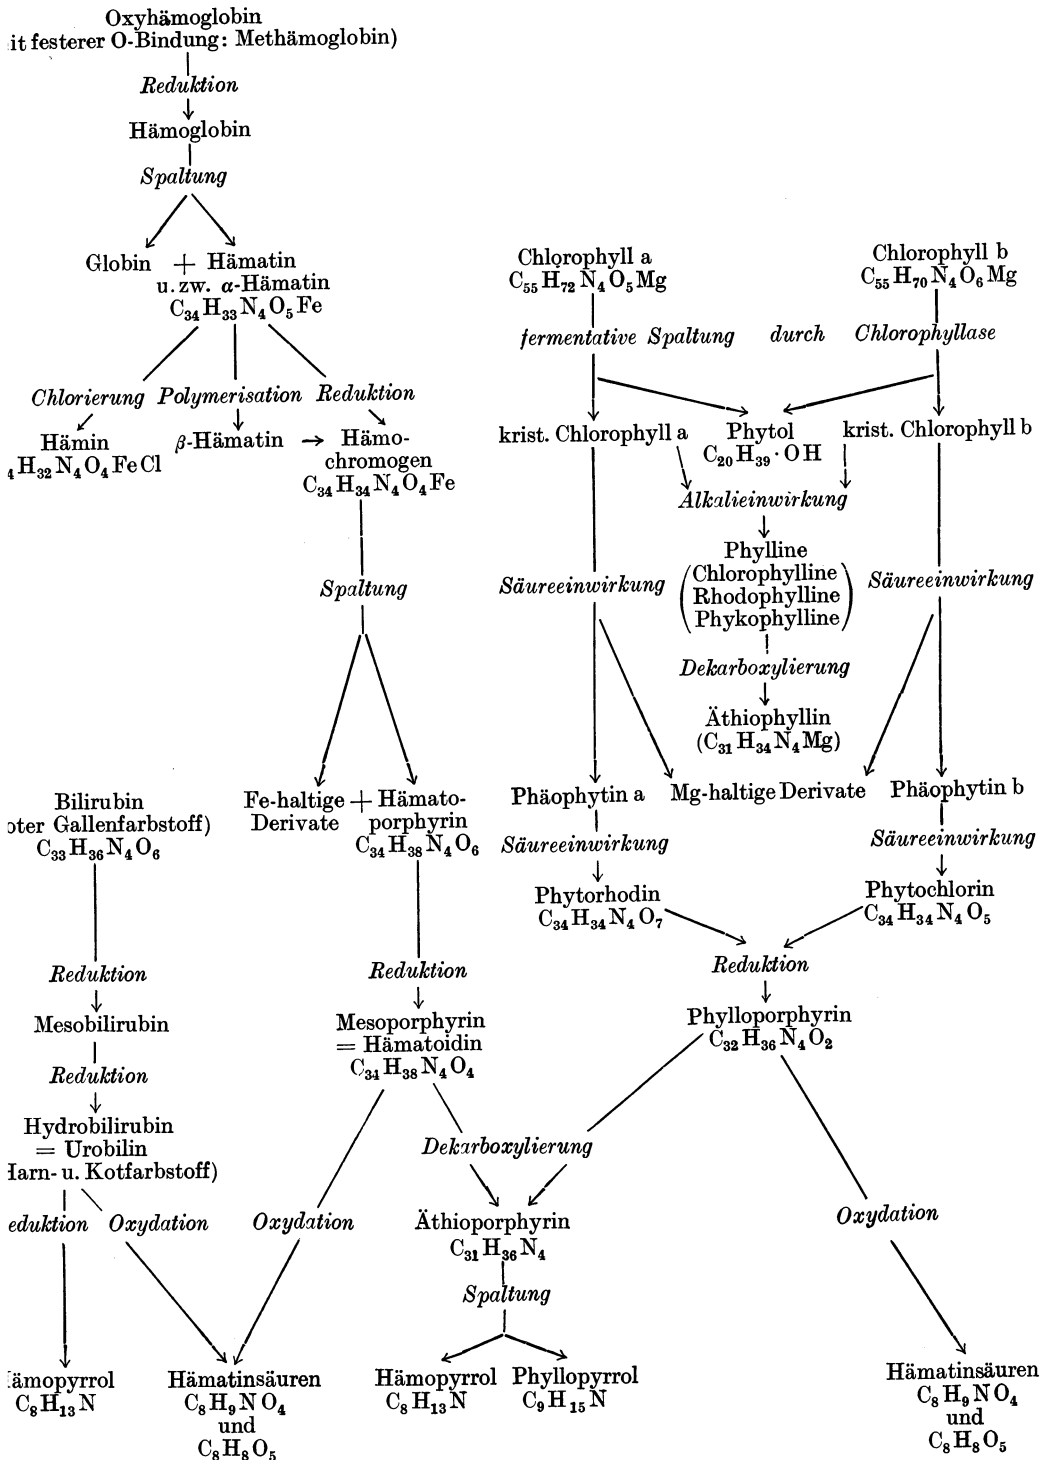 Oxyhämoglobin
it festerer O-Bindung: Methämoglobin)
Reduktion
Hämoglobin
Spaltung
Globin + Hämatin
u. zw. α-Hämatin
C34H33N4O5Fe
Chlorierung Polymerisation Reduktion
Hämin
4H32N4O4FeCl
β-Hämatin → Hämo-
chromogen
C34H34N4O4Fe
Spaltung
Fe-haltige + Hämato-
Derivate porphyrin
C34H38N4O6
Chlorophyll a
C55H72N4O5Mg
Chlorophyll b
C55H70N4O6Mg
fermentative Spaltung durch Chlorophyllase
krist. Chlorophyll a
Phytol
C20H39·OH
krist. Chlorophyll b
Alkalieinwirkung
Phylline
(Chlorophylline
Rhodophylline
Phykophylline)
Säureeinwirkung
Säureeinwirkung
Dekarboxylierung
Äthiophyllin
(C31H34N4Mg)
Phäophytin a
Mg-haltige Derivate
Phäophytin b
Säureeinwirkung
Säureeinwirkung
Phytorhodin
C34H34N4O7
Phytochlorin
C34H34N4O5
Reduktion
Phylloporphyrin
C32H36N4O2
Bilirubin
oter Gallenfarbstoff)
C33H36N4O6
Reduktion
Mesobilirubin
Reduktion
Hydrobilirubin
= Urobilin
Harn- u. Kotfarbstoff)
eduktion Oxydation
Reduktion
Mesoporphyrin
= Hämatoidin
C34H38N4O4
Dekarboxylierung
Oxydation
Äthioporphyrin
C31H36N4
Spaltung
Oxydation
ämopyrrol
C8H13N
Hämatinsäuren
C8H9NO4
und
C8H8O5
Hämopyrrol
C8H13N
Phyllopyrrol
C9H15N
Hämatinsäuren
C8H9NO4
und
C8H8O5